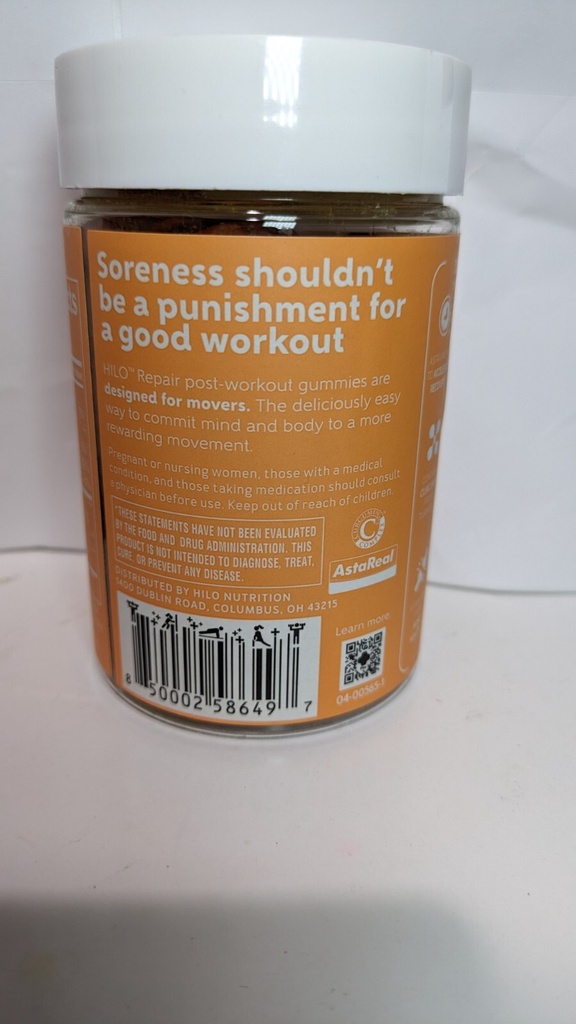 Soreness shouldn't
be a punishment for
a good workout
HILO™ Repair post-workout gummies are
designed for movers. The deliciously easy
way to commit mind and body to a more
rewarding movement.
Pregnant or nursing women, those with a medical
condition, and those taking medication should consult
a physician before use. Keep out of reach of children.
*THESE STATEMENTS HAVE NOT BEEN EVALUATED
BY THE FOOD AND DRUG ADMINISTRATION. THIS
PRODUCT IS NOT INTENDED TO DIAGNOSE, TREAT,
CURE, OR PREVENT ANY DISEASE.
C
AstaReal
DISTRIBUTED BY HILO NUTRITION
1400 DUBLIN ROAD, COLUMBUS, OH 43215
Learn more
8 50002 58649 7
04-00565-1